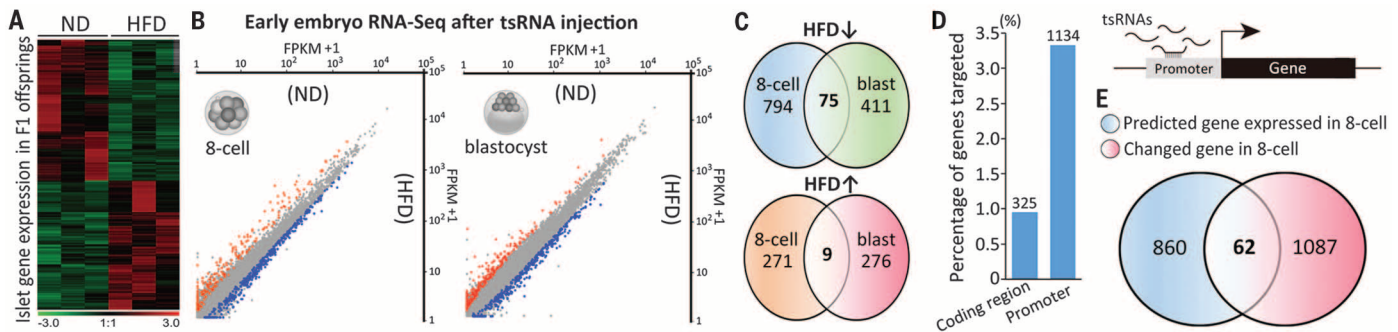 A
ND HFD
Islet gene expression in F1 offsprings
-3.0 1:1 3.0
B
Early embryo RNA-Seq after tsRNA injection
FPKM +1
1 10 10² 10³ 10⁴ 10⁵
(ND)
8-cell
10⁴
10³
10²
10
1
FPKM +1
(HFD)
FPKM +1
1 10 10² 10³ 10⁴ 10⁵
(ND)
blastocyst
10⁴
10³
10²
10
1
FPKM +1
(HFD)
C
HFD↓
8-cell
794
75
blast
411
HFD↑
8-cell
271
9
blast
276
D
(%)
Percentage of genes targeted
3.5
3.0
2.5
2.0
1.5
1.0
0.5
0
325
1134
Coding region
Promoter
tsRNAs
Promoter
Gene
E
Predicted gene expressed in 8-cell
Changed gene in 8-cell
860
62
1087